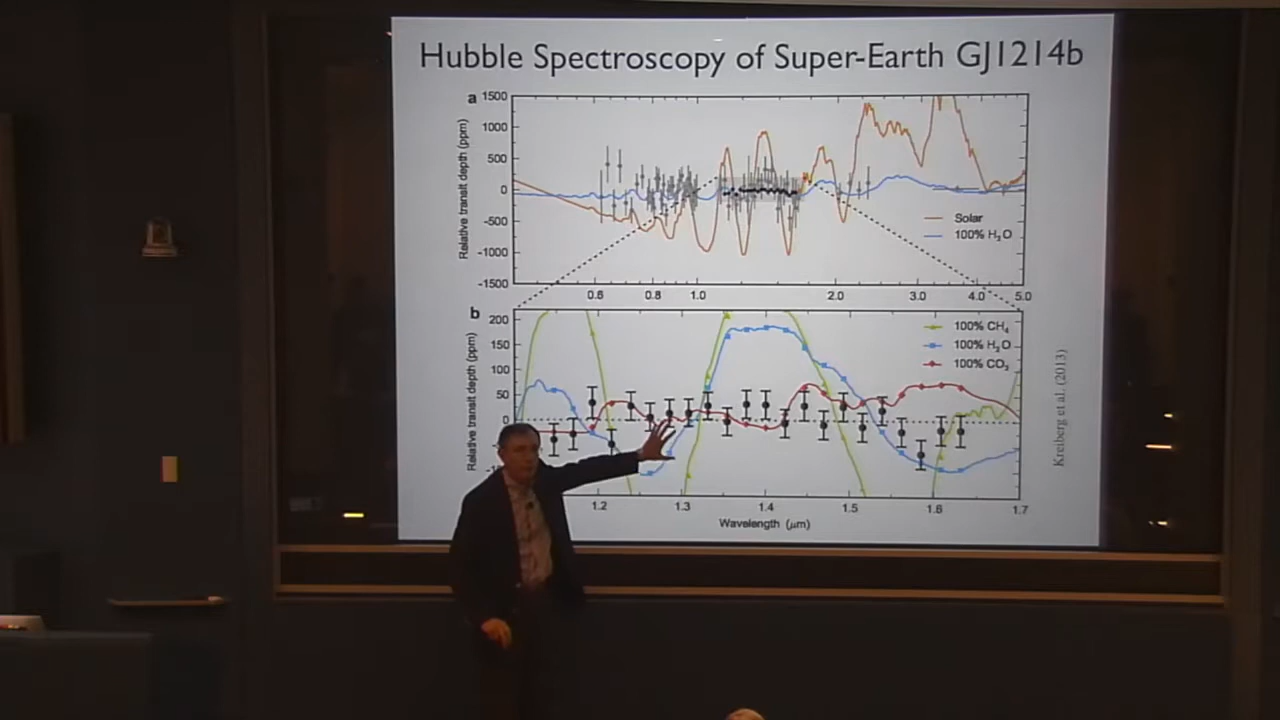 Hubble Spectroscopy of Super-Earth GJ1214b
a
1500
1000
500
0
-500
-1000
-1500
Relative transit depth (ppm)
Solar
100% H₂O
0.6 0.8 1.0 2.0 3.0 4.0 5.0
b
200
150
100
50
0
Relative transit depth (ppm)
100% CH₄
100% H₂O
100% CO₂
1.2 1.3 1.4 1.5 1.6 1.7
Wavelength (μm)
Kreiberg et al. (2013)